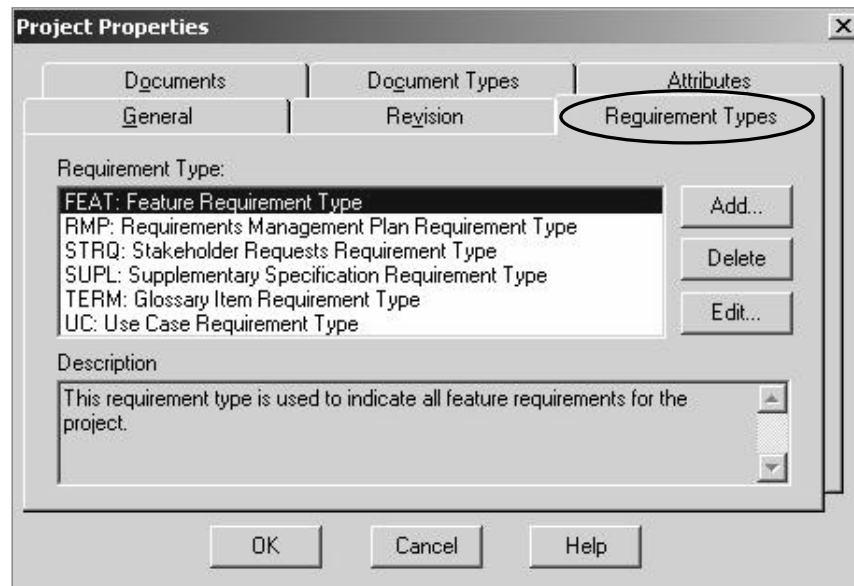 Project Properties
Documents Document Types Attributes
General Revision Requirement Types
Requirement Type:
FEAT: Feature Requirement Type
RMP: Requirements Management Plan Requirement Type
STRQ: Stakeholder Requests Requirement Type
SUPL: Supplementary Specification Requirement Type
TERM: Glossary Item Requirement Type
UC: Use Case Requirement Type
Add...
Delete
Edit...
Description
This requirement type is used to indicate all feature requirements for the
project.
OK Cancel Help